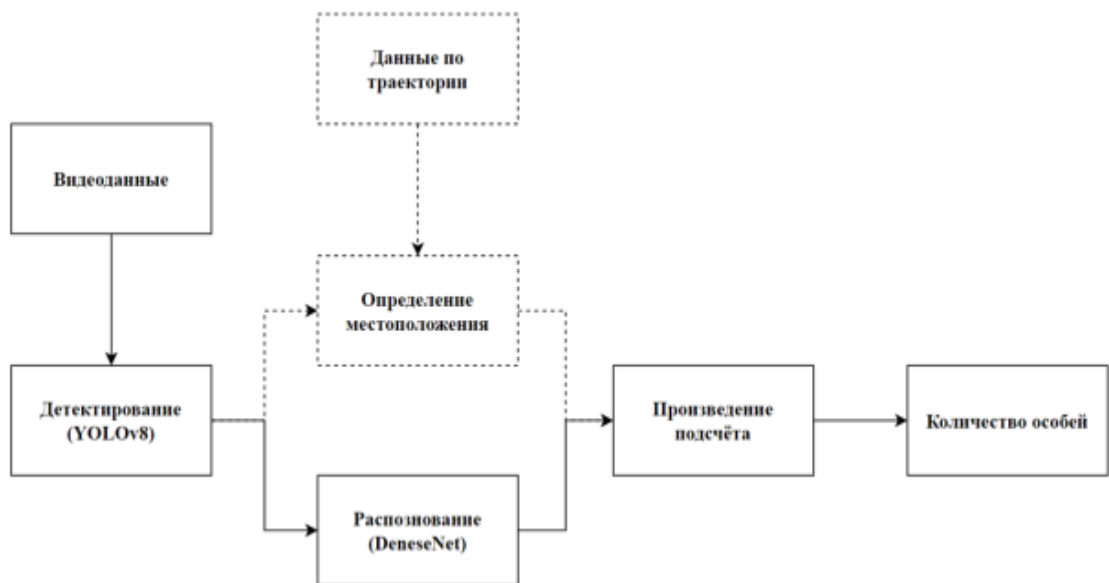 Данные по
траектории
Видеоданные
Определение
местоположения
Детектирование
(YOLOv8)
Произведение
подсчёта
Количество особей
Распознование
(DeneseNet)